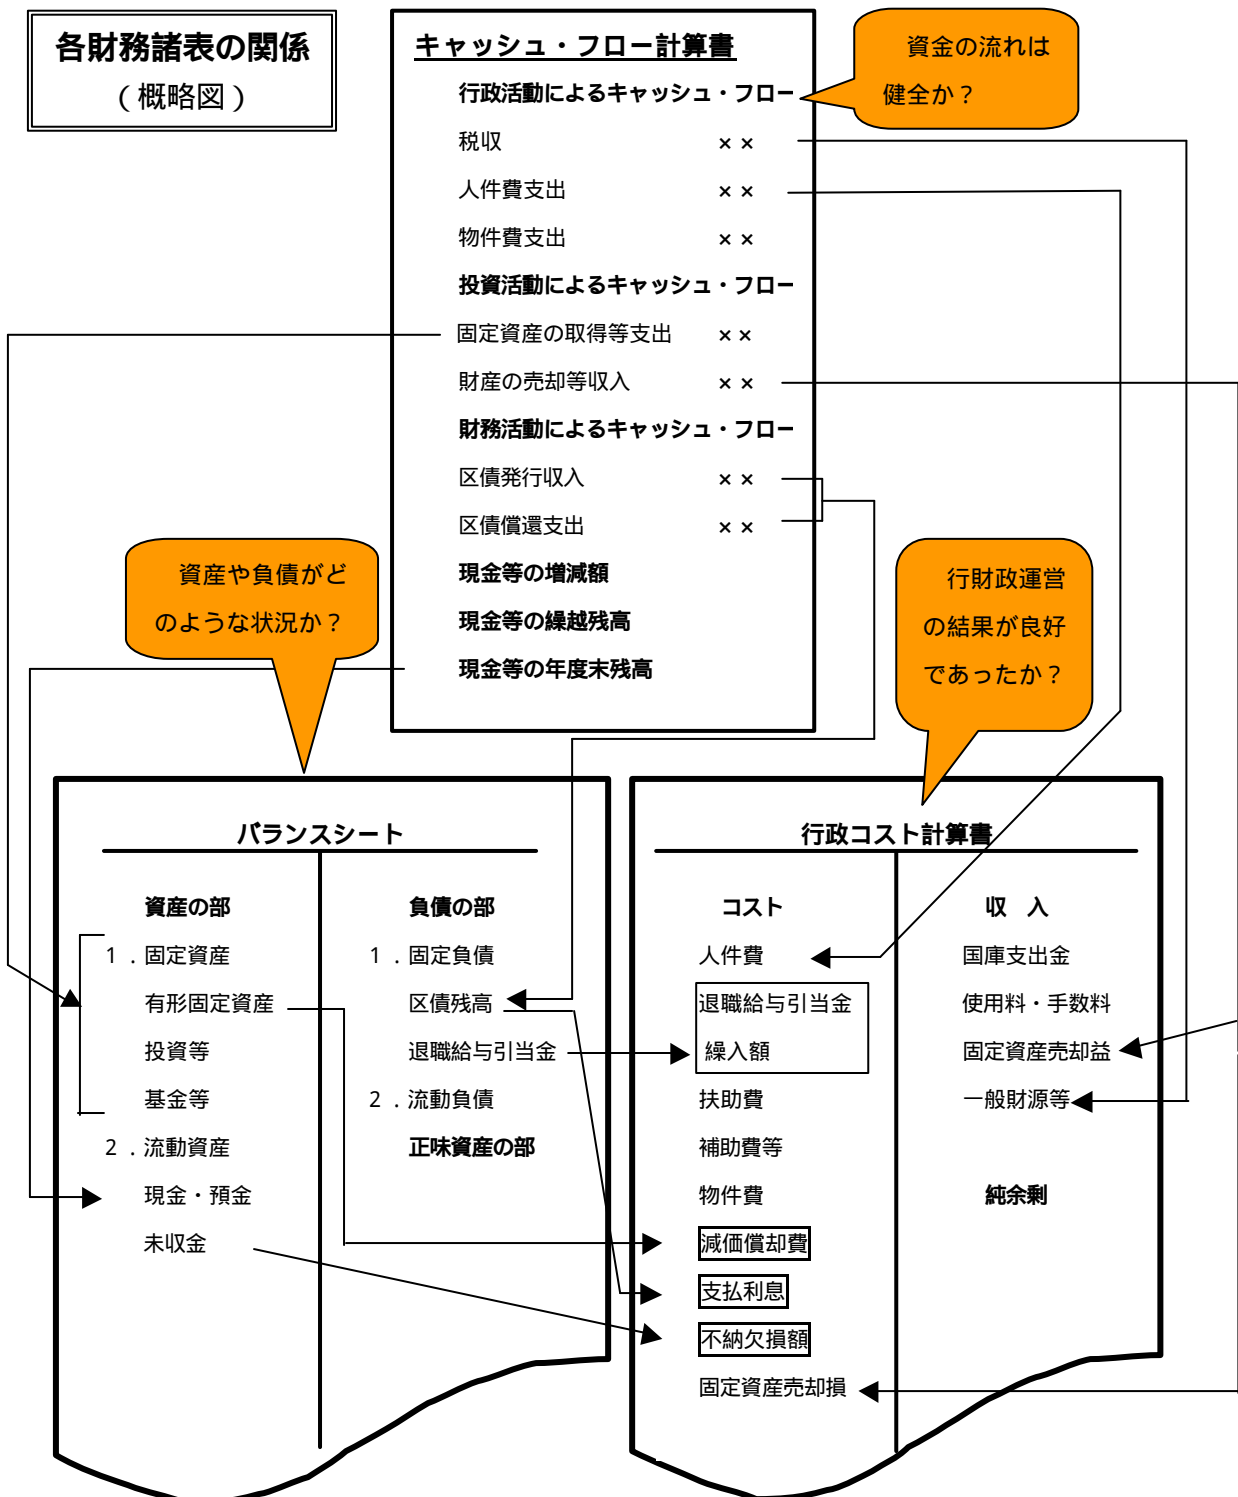 各財務諸表の関係
（概略図）
キャッシュ・フロー計算書
行政活動によるキャッシュ・フロー
税収　××
人件費支出　××
物件費支出　××
投資活動によるキャッシュ・フロー
固定資産の取得等支出　××
財産の売却等収入　××
財務活動によるキャッシュ・フロー
区債発行収入　××
区債償還支出　××
現金等の増減額
現金等の繰越残高
現金等の年度末残高
資金の流れは
健全か？
資産や負債がど
のような状況か？
行財政運営
の結果が良好
であったか？
バランスシート
資産の部
１．固定資産
有形固定資産
投資等
基金等
２．流動資産
現金・預金
未収金
負債の部
１．固定負債
区債残高
退職給与引当金
２．流動負債
正味資産の部
行政コスト計算書
コスト
人件費
退職給与引当金
繰入額
扶助費
補助費等
物件費
減価償却費
支払利息
不納欠損額
固定資産売却損
収　入
国庫支出金
使用料・手数料
固定資産売却益
一般財源等
純余剰